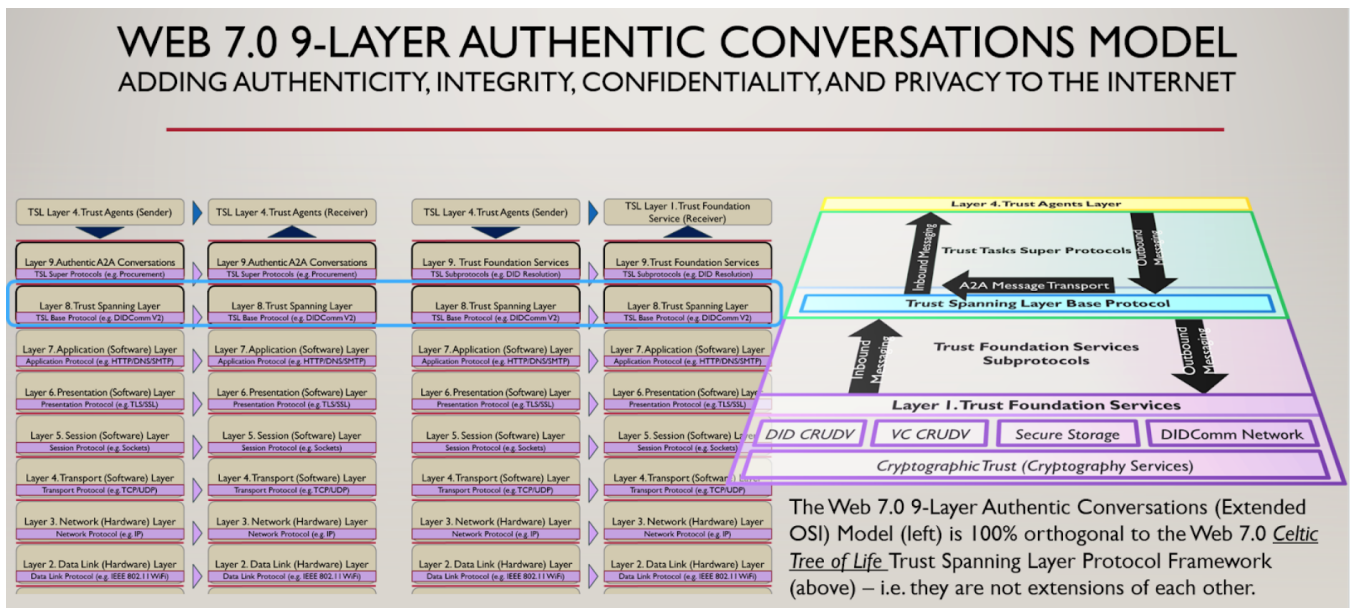 WEB 7.0 9-LAYER AUTHENTIC CONVERSATIONS MODEL
ADDING AUTHENTICITY, INTEGRITY, CONFIDENTIALITY, AND PRIVACY TO THE INTERNET
TSL Layer 4. Trust Agents (Sender)
TSL Layer 4. Trust Agents (Receiver)
Layer 9. Authentic A2A Conversations
TSL Super Protocols (e.g. Procurement)
Layer 9. Authentic A2A Conversations
TSL Super Protocols (e.g. Procurement)
Layer 8. Trust Spanning Layer
TSL Base Protocol (e.g. DIDComm V2)
Layer 8. Trust Spanning Layer
TSL Base Protocol (e.g. DIDComm V2)
Layer 7. Application (Software) Layer
Application Protocol (e.g. HTTP/DNS/SMTP)
Layer 7. Application (Software) Layer
Application Protocol (e.g. HTTP/DNS/SMTP)
Layer 6. Presentation (Software) Layer
Presentation Protocol (e.g. TLS/SSL)
Layer 6. Presentation (Software) Layer
Presentation Protocol (e.g. TLS/SSL)
Layer 5. Session (Software) Layer
Session Protocol (e.g. Sockets)
Layer 5. Session (Software) Layer
Session Protocol (e.g. Sockets)
Layer 4. Transport (Software) Layer
Transport Protocol (e.g. TCP/UDP)
Layer 4. Transport (Software) Layer
Transport Protocol (e.g. TCP/UDP)
Layer 3. Network (Hardware) Layer
Network Protocol (e.g. IP)
Layer 3. Network (Hardware) Layer
Network Protocol (e.g. IP)
Layer 2. Data Link (Hardware) Layer
Data Link Protocol (e.g. IEEE 802.11 WiFi)
Layer 2. Data Link (Hardware) Layer
Data Link Protocol (e.g. IEEE 802.11 WiFi)
TSL Layer 4. Trust Agents (Sender)
TSL Layer 1. Trust Foundation
Service (Receiver)
Layer 9. Trust Foundation Services
TSL Subprotocols (e.g. DID Resolution)
Layer 9. Trust Foundation Services
TSL Subprotocols (e.g. DID Resolution)
Layer 8. Trust Spanning Layer
TSL Base Protocol (e.g. DIDComm V2)
Layer 8. Trust Spanning Layer
TSL Base Protocol (e.g. DIDComm V2)
Layer 7. Application (Software) Layer
Application Protocol (e.g. HTTP/DNS/SMTP)
Layer 7. Application (Software) Layer
Application Protocol (e.g. HTTP/DNS/SMTP)
Layer 6. Presentation (Software) Layer
Presentation Protocol (e.g. TLS/SSL)
Layer 6. Presentation (Software) Layer
Presentation Protocol (e.g. TLS/SSL)
Layer 5. Session (Software) Layer
Session Protocol (e.g. Sockets)
Layer 5. Session (Software)
Session Protocol (e.g. Sockets)
Layer 4. Transport (Software) Layer
Transport Protocol (e.g. TCP/UDP)
Layer 4. Transport (Software)
Transport Protocol (e.g. TCP/UDP)
Layer 3. Network (Hardware) Layer
Network Protocol (e.g. IP)
Layer 3. Network (Hardware) Layer
Network Protocol (e.g. IP)
Layer 2. Data Link (Hardware) Layer
Data Link Protocol (e.g. IEEE 802.11 WiFi)
Layer 2. Data Link (Hardware) Layer
Data Link Protocol (e.g. IEEE 802.11 WiFi)
Layer 4. Trust Agents Layer
Inbound Messaging
Trust Tasks Super Protocols
Outbound
Messaging
A2A Message Transport
Trust Spanning Layer Base Protocol
Inbound
Messaging
Trust Foundation Services
Subprotocols
Outbound
Messaging
Layer 1. Trust Foundation Services
DID CRUDV
VC CRUDV
Secure Storage
DIDComm Network
Cryptographic Trust (Cryptography Services)
The Web 7.0 9-Layer Authentic Conversations (Extended
OSI) Model (left) is 100% orthogonal to the Web 7.0 Celtic
Tree of Life Trust Spanning Layer Protocol Framework
(above) – i.e. they are not extensions of each other.